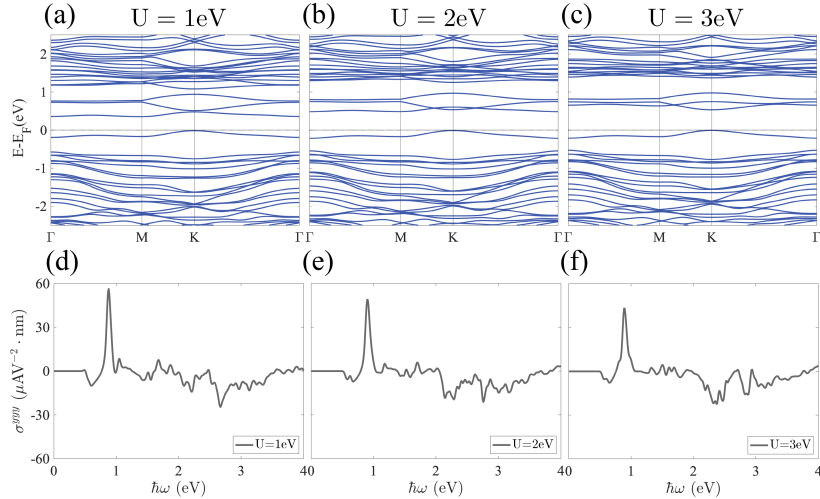 (a) U = 1eV (b) U = 2eV (c) U = 3eV
E-E_F(eV)
2
1
0
-1
-2
Γ M K Γ Γ M K Γ Γ M K Γ
(d) (e) (f)
σ^yyy (μAV⁻² · nm)
60
30
0
-30
-60
U=1eV U=2eV U=3eV
0 1 2 3 40 1 2 3 40 1 2 3 4
ħω (eV) ħω (eV) ħω (eV)